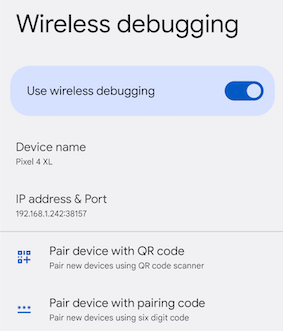 Wireless debugging
Use wireless debugging
Device name
Pixel 4 XL
IP address & Port
192.168.1.242:38157
Pair device with QR code
Pair new devices using QR code scanner
Pair device with pairing code
Pair new devices using six digit code